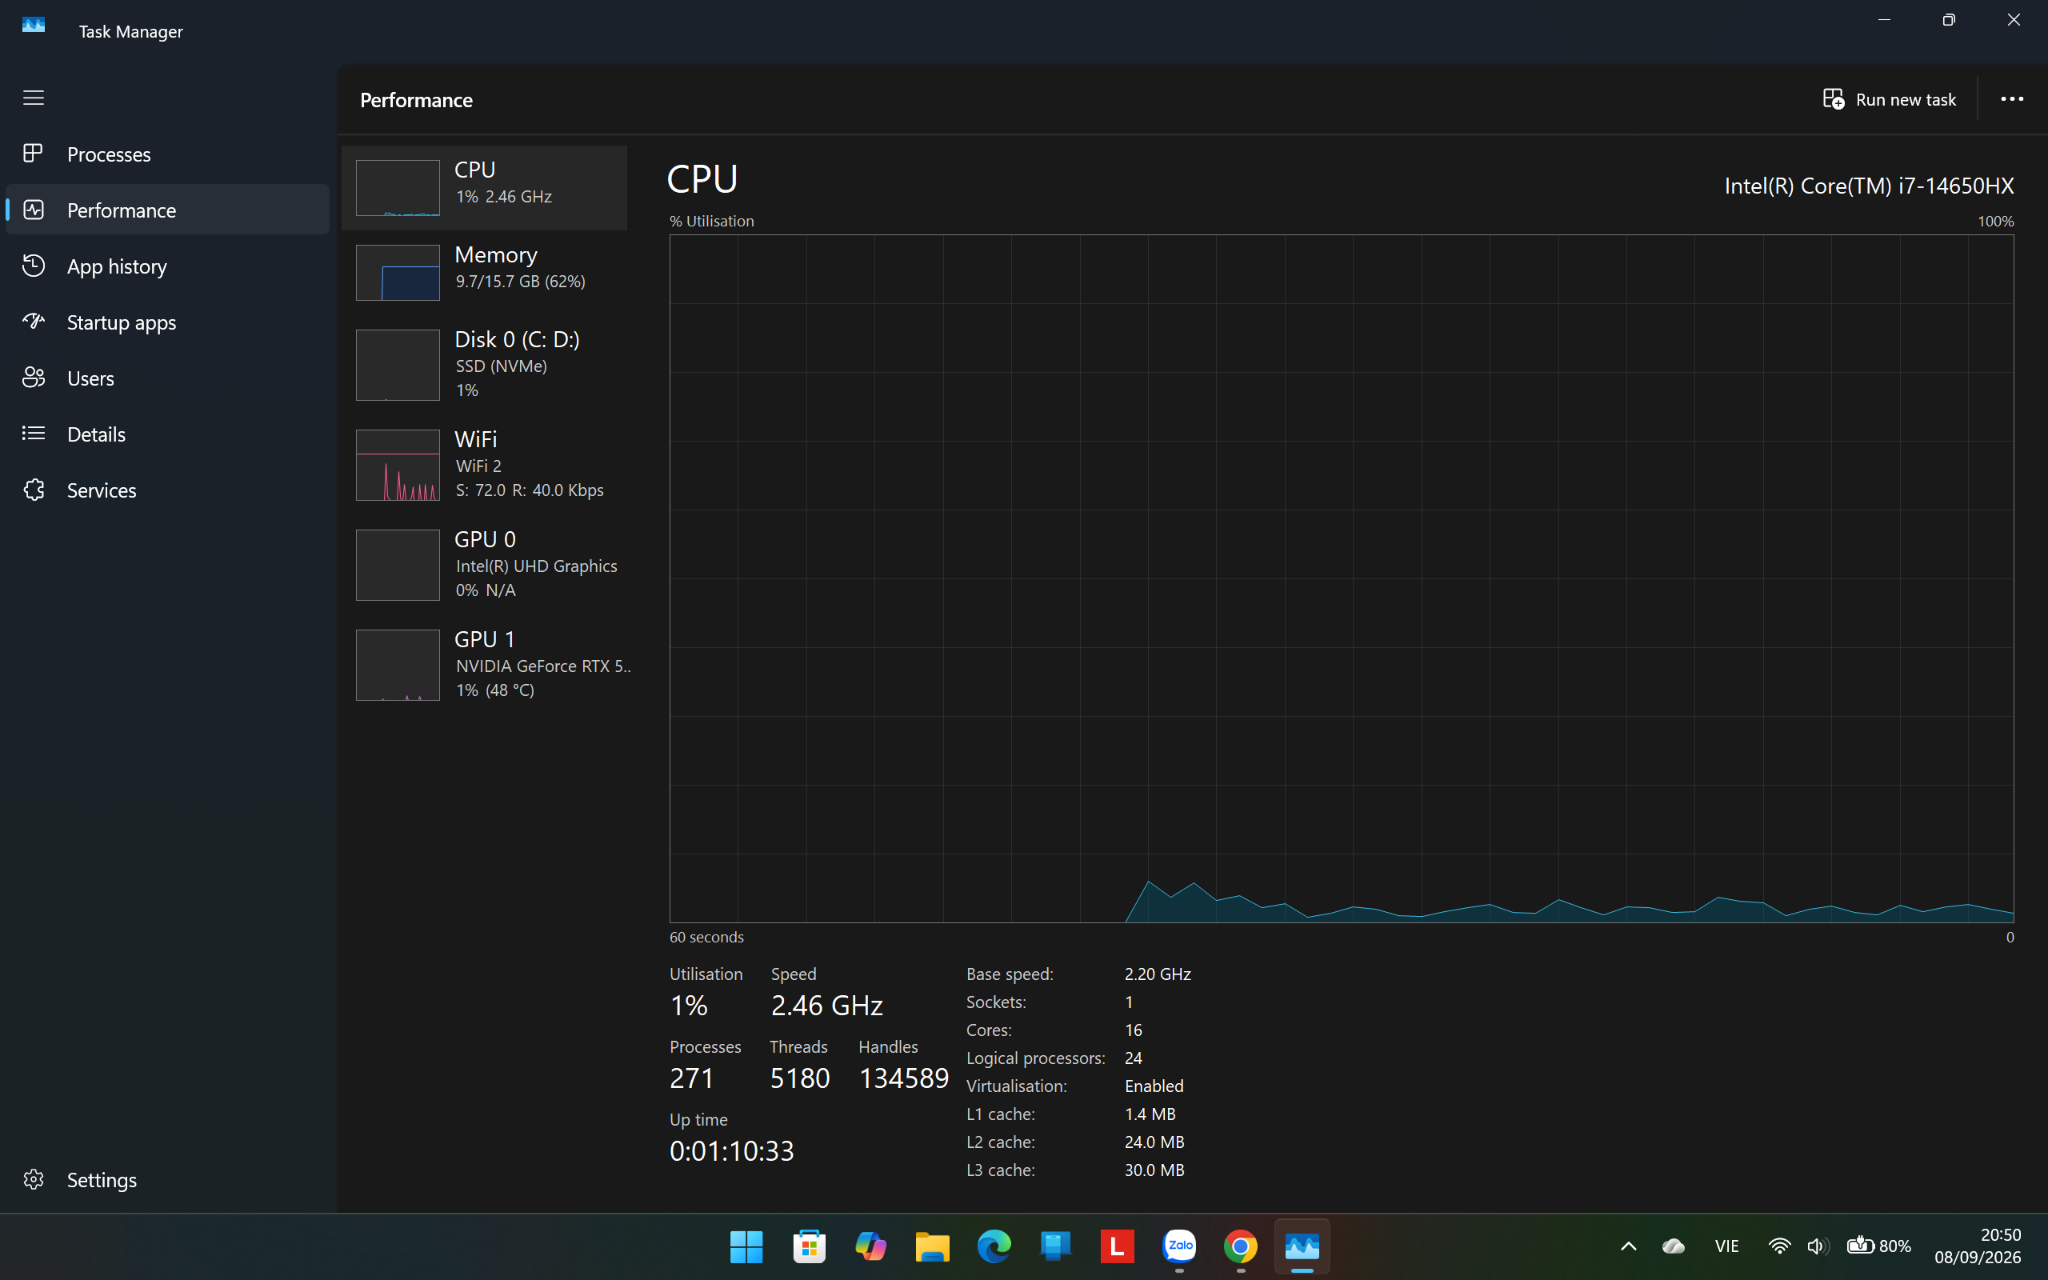 Task Manager
Performance
Run new task
Processes
Performance
App history
Startup apps
Users
Details
Services
Settings
CPU
1% 2.46 GHz
Memory
9.7/15.7 GB (62%)
Disk 0 (C: D:)
SSD (NVMe)
1%
WiFi
WiFi 2
S: 72.0 R: 40.0 Kbps
GPU 0
Intel(R) UHD Graphics
0% N/A
GPU 1
NVIDIA GeForce RTX 5..
1% (48 °C)
CPU
Intel(R) Core(TM) i7-14650HX
% Utilisation 100%
60 seconds 0
Utilisation Speed
1% 2.46 GHz
Processes Threads Handles
271 5180 134589
Up time
0:01:10:33
Base speed: 2.20 GHz
Sockets: 1
Cores: 16
Logical processors: 24
Virtualisation: Enabled
L1 cache: 1.4 MB
L2 cache: 24.0 MB
L3 cache: 30.0 MB
L
Zalo
VIE
80%
20:50
08/09/2026